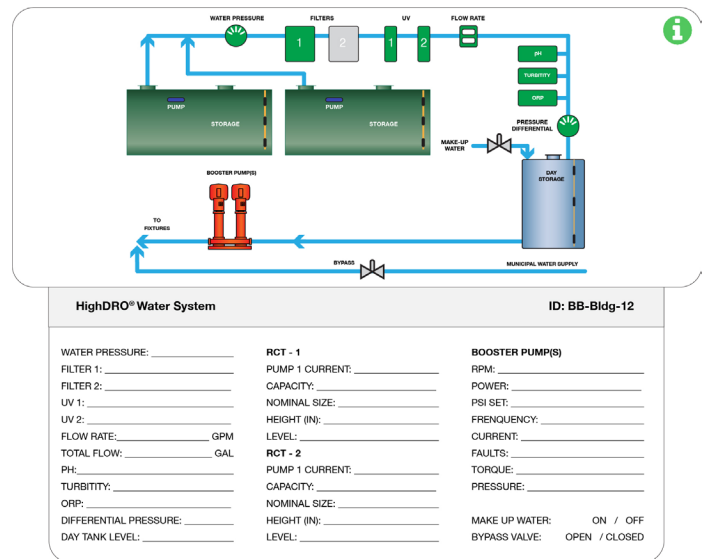 WATER PRESSURE
FILTERS
UV
FLOW RATE
1
2
1
2
i
pH
TURBITITY
ORP
PUMP
STORAGE
PUMP
STORAGE
PRESSURE
DIFFERENTIAL
MAKE-UP
WATER
DAY
STORAGE
BOOSTER PUMP(S)
TO
FIXTURES
BYPASS
MUNICIPAL WATER SUPPLY
HighDRO® Water System
ID: BB-Bldg-12
WATER PRESSURE:
FILTER 1:
FILTER 2:
UV 1:
UV 2:
FLOW RATE: GPM
TOTAL FLOW: GAL
PH:
TURBITITY:
ORP:
DIFFERENTIAL PRESSURE:
DAY TANK LEVEL:
RCT - 1
PUMP 1 CURRENT:
CAPACITY:
NOMINAL SIZE:
HEIGHT (IN):
LEVEL:
RCT - 2
PUMP 1 CURRENT:
CAPACITY:
NOMINAL SIZE:
HEIGHT (IN):
LEVEL:
BOOSTER PUMP(S)
RPM:
POWER:
PSI SET:
FRENQUENCY:
CURRENT:
FAULTS:
TORQUE:
PRESSURE:
MAKE UP WATER: ON / OFF
BYPASS VALVE: OPEN / CLOSED